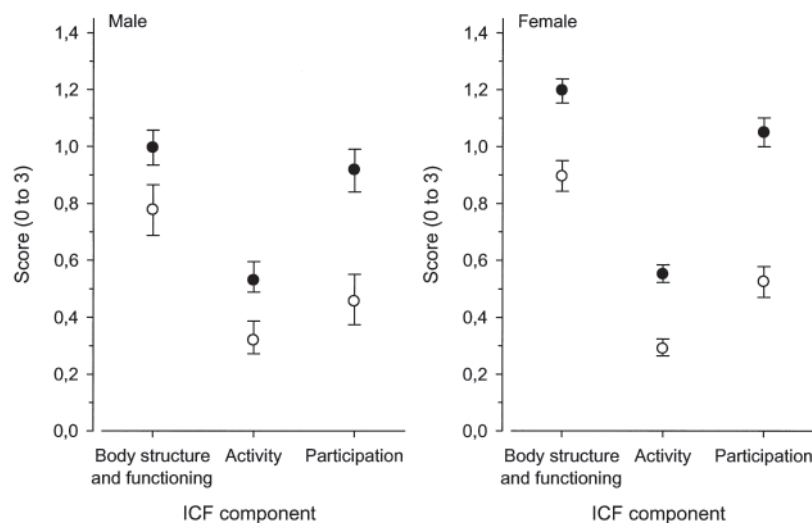 Male
1,4
1,2
1,0
0,8
0,6
0,4
0,2
0,0
Score (0 to 3)
Body structure
and functioning
Activity
Participation
ICF component
Female
1,4
1,2
1,0
0,8
0,6
0,4
0,2
0,0
Score (0 to 3)
Body structure
and functioning
Activity
Participation
ICF component